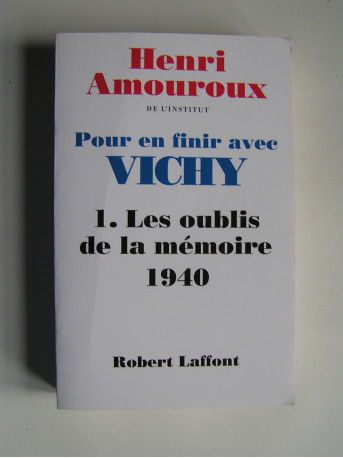 Henri
Amouroux
DE L'INSTITUT
Pour en finir avec
VICHY
1. Les oublis
de la mémoire
1940
Robert Laffont